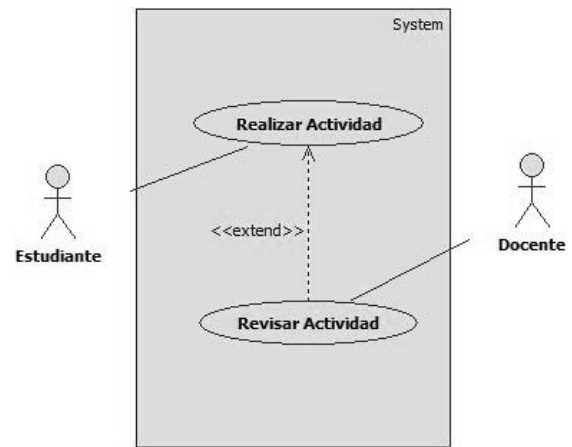 System
Realizar Actividad
Estudiante
<<extend>>
Docente
Revisar Actividad